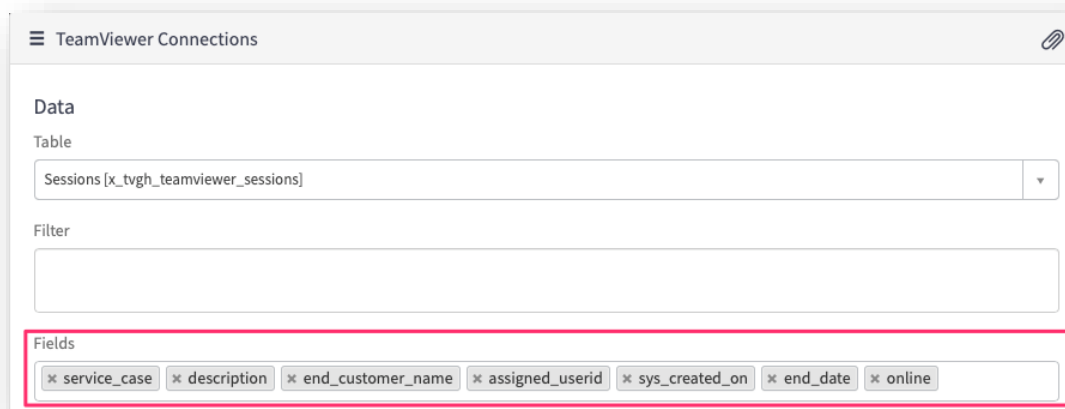 TeamViewer Connections
Data
Table
Sessions [x_tvgh_teamviewer_sessions]
Filter
Fields
× service_case × description × end_customer_name × assigned_userid × sys_created_on × end_date × online